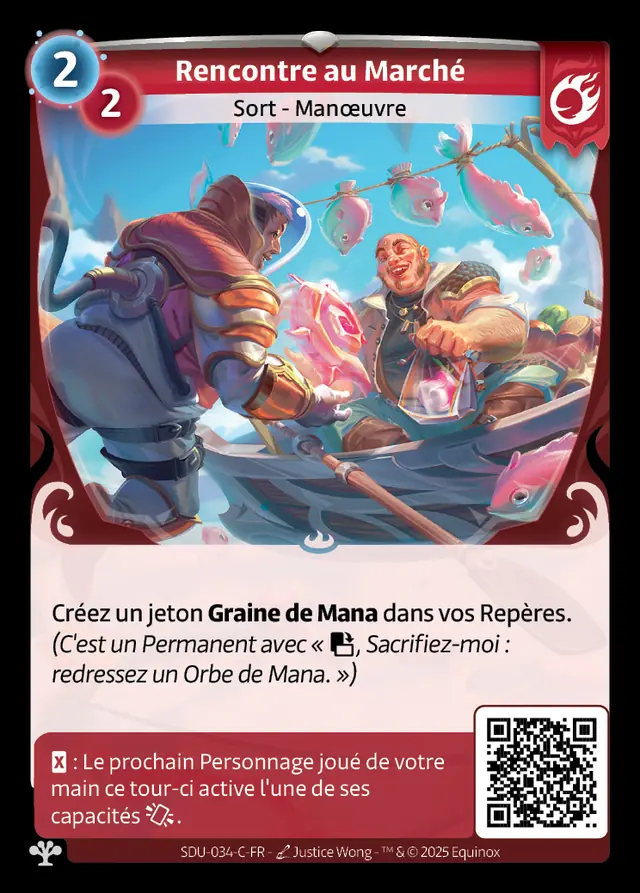 2
2
Rencontre au Marché
Sort - Manœuvre
Créez un jeton Graine de Mana dans vos Repères.
(C'est un Permanent avec « , Sacrifiez-moi :
redressez un Orbe de Mana. »)
X : Le prochain Personnage joué de votre
main ce tour-ci active l'une de ses
capacités .
SDU-034-C-FR - Justice Wong - ™ & © 2025 Equinox